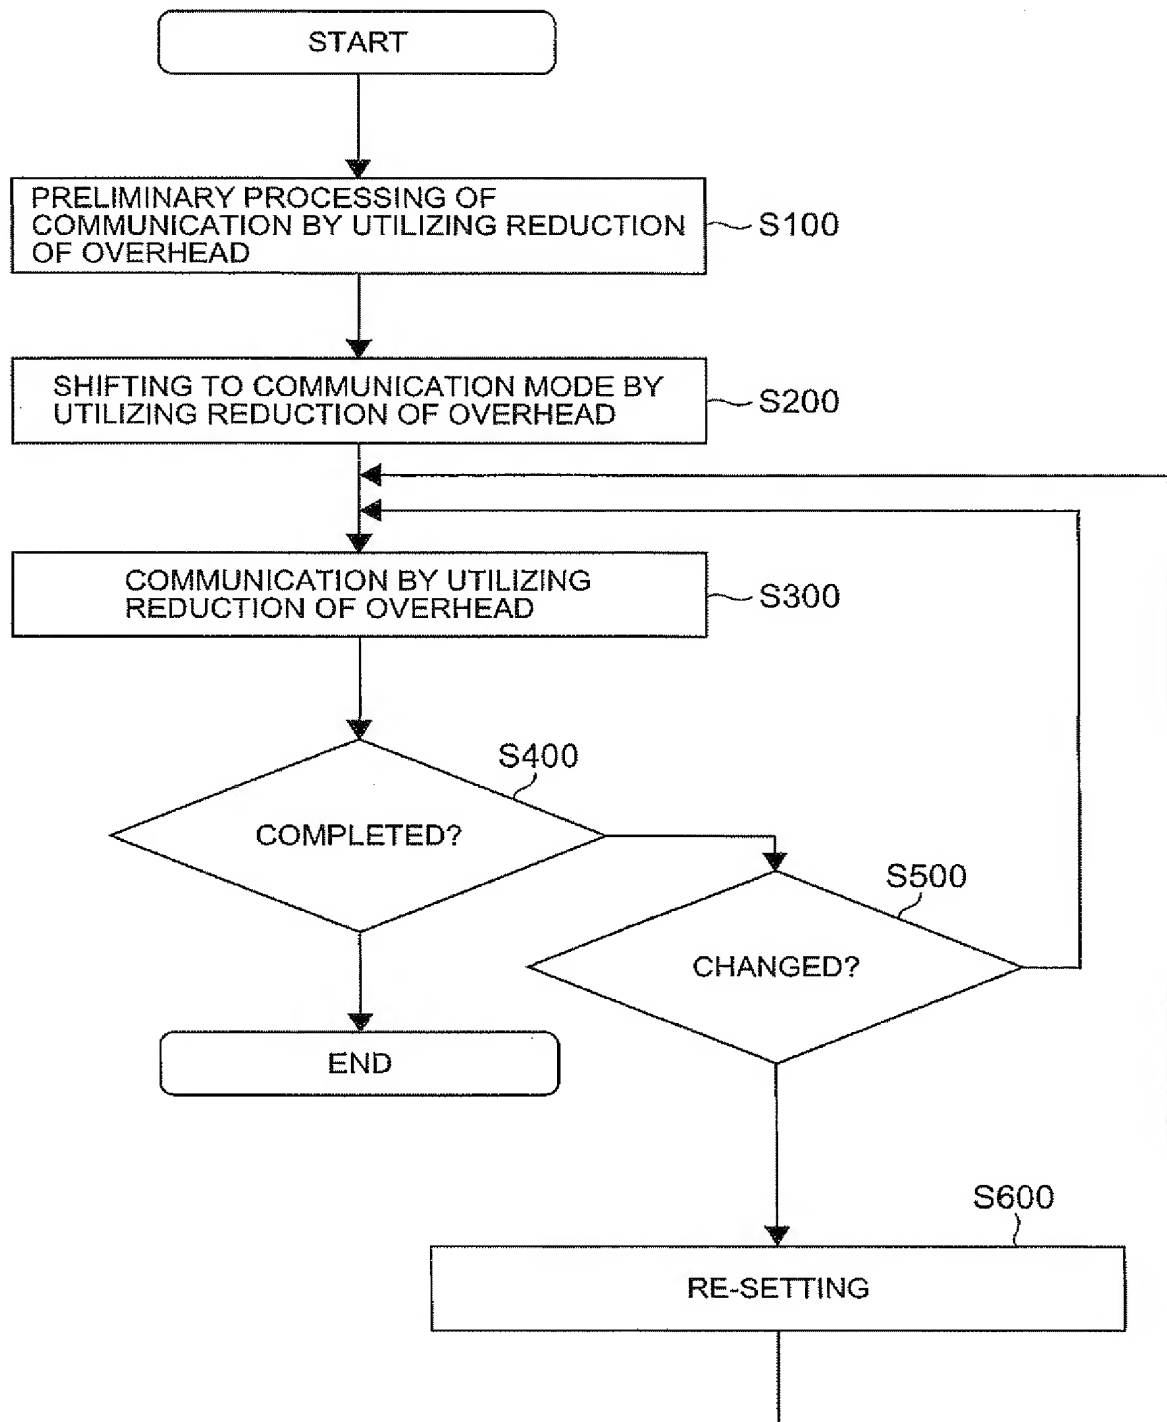 START
PRELIMINARY PROCESSING OF
COMMUNICATION BY UTILIZING REDUCTION
OF OVERHEAD
S100
SHIFTING TO COMMUNICATION MODE BY
UTILIZING REDUCTION OF OVERHEAD
S200
COMMUNICATION BY UTILIZING
REDUCTION OF OVERHEAD
S300
S400
COMPLETED?
S500
CHANGED?
END
S600
RE-SETTING